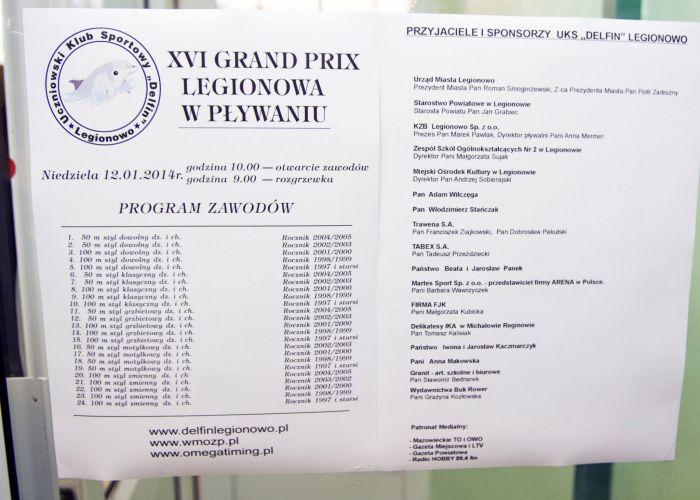 Uczniowski Klub Sportowy „Delfin"
Legionowo
XVI GRAND PRIX
LEGIONOWA
W PŁYWANIU
Niedziela 12.01.2014r. godzina 10.00 — otwarcie zawodów
godzina 9.00 — rozgrzewka
PROGRAM ZAWODÓW
1. 50 m styl dowolny dz. i ch. Rocznik 2004/2005
2. 50 m styl dowolny dz. i ch. Rocznik 2002/2003
3. 100 m styl dowolny dz. i ch. Rocznik 2001/2000
4. 100 m styl dowolny dz. i ch. Rocznik 1998/1999
5. 100 m styl dowolny dz. i ch. Rocznik 1997 i starsi
6. 50 m styl klasyczny dz. i ch. Rocznik 2004/2005
7. 50 m styl klasyczny dz. i ch. Rocznik 2002/2003
8. 100 m styl klasyczny dz. i ch. Rocznik 2001/2000
9. 100 m styl klasyczny dz. i ch. Rocznik 1998/1999
10. 100 m styl klasyczny dz. i ch. Rocznik 1997 i starsi
11. 50 m styl grzbietowy dz. i ch. Rocznik 2004/2005
12. 50 m styl grzbietowy dz. i ch. Rocznik 2002/2003
13. 100 m styl grzbietowy dz. i ch. Rocznik 2001/2000
14. 100 m styl grzbietowy dz. i ch. Rocznik 1998/1999
15. 100 m styl grzbietowy dz. i ch. Rocznik 1997 i starsi
16. 50 m styl motylkowy dz. i ch. Rocznik 2002/2003
17. 50 m styl motylkowy dz. i ch. Rocznik 2001/2000
18. 50 m styl motylkowy dz. i ch. Rocznik 1998/1999
19. 50 m styl motylkowy dz. i ch. Rocznik 1997 i starsi
20. 100 m styl zmienny dz. i ch. Rocznik 2004/2005
21. 100 m styl zmienny dz. i ch. Rocznik 2003/2002
22. 100 m styl zmienny dz. i ch. Rocznik 2001/2000
23. 100 m styl zmienny dz. i ch. Rocznik 1998/1999
24. 100 m styl zmienny dz. i ch. Rocznik 1997 i starsi
www.delfinlegionowo.pl
www.wmozp.pl
www.omegatiming.pl
PRZYJACIELE I SPONSORZY UKS „DELFIN" LEGIONOWO
Urząd Miasta Legionowo
Prezydent Miasta Pan Roman Smogorzewski, Z-ca Prezydenta Miasta Pan Piotr Zadrożny
Starostwo Powiatowe w Legionowie
Starosta Powiatu Pan Jan Grabiec
KZB Legionowo Sp. z o.o.
Prezes Pan Marek Pawlak, Dyrektor pływalni Pani Anna Mermer
Zespół Szkół Ogólnokształcących Nr 2 w Legionowie
Dyrektor Pani Małgorzata Sujak
Miejski Ośrodek Kultury w Legionowie
Dyrektor Pan Andrzej Sobierajski
Pan Adam Wilczęga
Pan Włodzimierz Stańczak
Trawena S.A.
Pan Franciszek Ziajkowski, Pan Dobrosław Pakulski
TABEX S.A.
Pan Tadeusz Przeździecki
Państwo Beata i Jarosław Panek
Martes Sport Sp. z o.o. - przedstawiciel firmy ARENA w Polsce.
Pani Barbara Wawrzyczek
FIRMA FJK
Pani Małgorzata Kubicka
Delikatesy IKA w Michałowie Reginowie
Pan Tomasz Kalisiak
Państwo Iwona i Jarosław Kaczmarczyk
Pani Anna Makowska
Granit - art. szkolne i biurowe
Pan Sławomir Bednarek
Wydawnictwa Buk Rower
Pani Grażyna Kozłowska
Patronat Medialny:
- Mazowieckie TO i OWO
- Gazeta Miejscowa i LTV
- Gazeta Powiatowa
- Radio HOBBY 89,4 fm